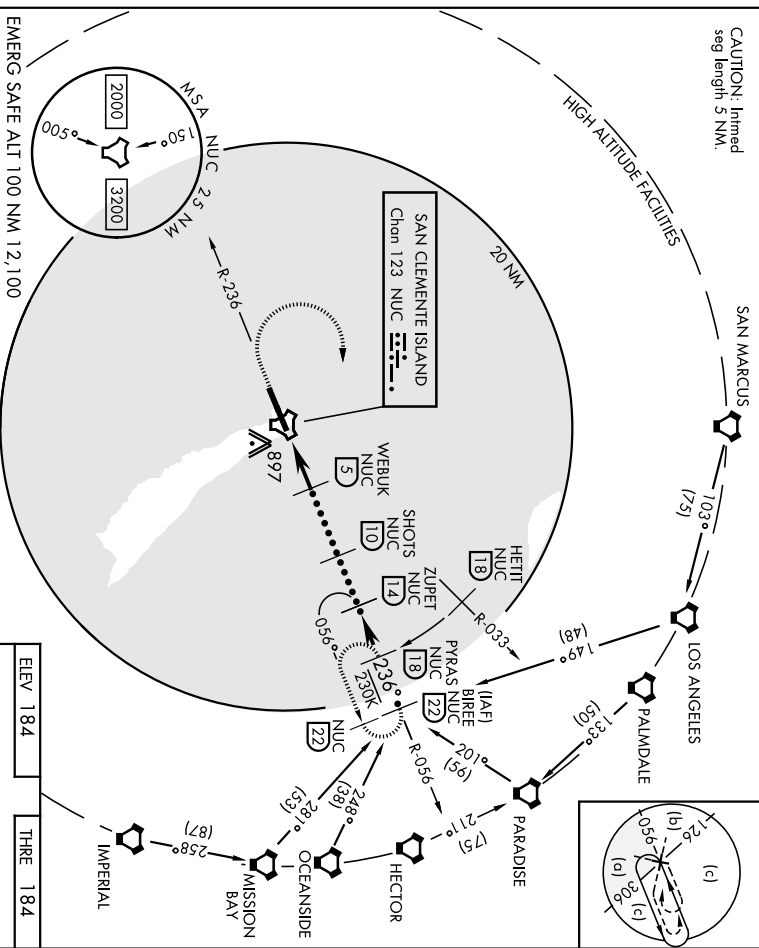 CAUTION: Intmed
seg length 5 NM.
HIGH ALTITUDE FACILITIES
SAN MARCUS
103°
(75)
LOS ANGELES
149°
(48)
PALMDALE
133°
(50)
PARADISE
201°
(56)
211°
(75)
HECTOR
OCEANSIDE
248°
(38)
MISSION
BAY
281°
(53)
258°
(87)
IMPERIAL
20 NM
SAN CLEMENTE ISLAND
Chan 123 NUC
R-236
897
WEBUK
NUC
5
SHOTS
NUC
10
ZUPET
NUC
14
HETIT
NUC
18
R-033
PYRAS
NUC
18
(IAF)
BIREE
NUC
22
NUC
22
R-056
236°
230K
056°
MSA NUC 25 NM
2000
3200
150°
005°
EMERG SAFE ALT 100 NM 12,100
126
(b)
056
(c)
(a)
306
(c)
ELEV 184
THRE 184